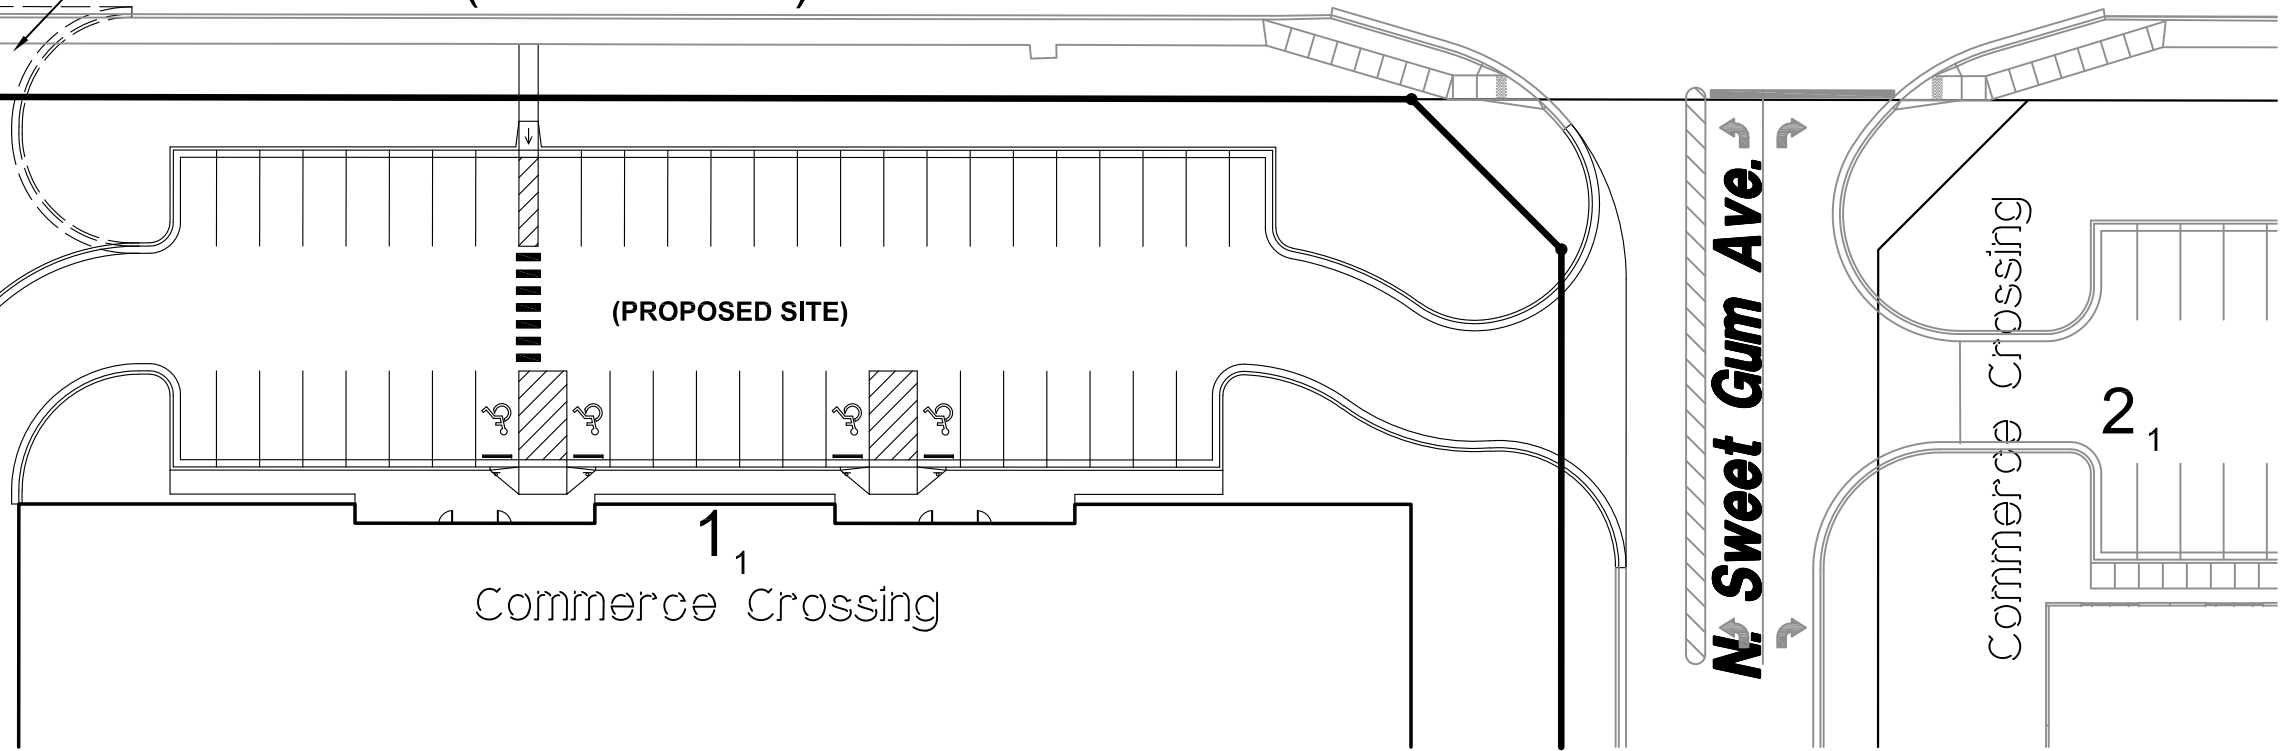 (PROPOSED SITE)
1
1
Commerce Crossing
N. Sweet Gum Ave.
Commerce Crossing
2
1